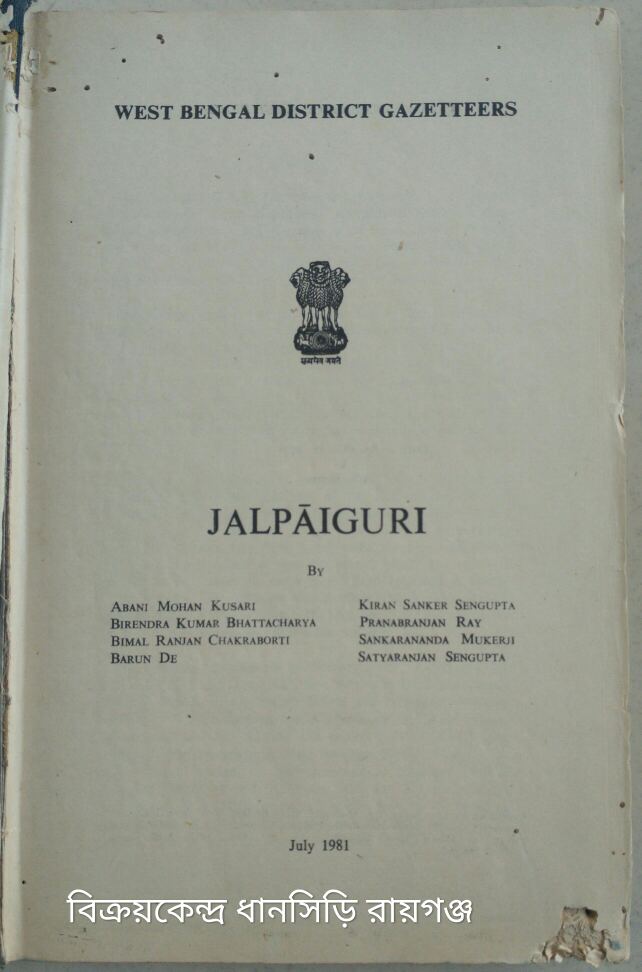 WEST BENGAL DISTRICT GAZETTEERS
सत्यमेव जयते
JALPĀIGURI
BY
ABANI MOHAN KUSARI
BIRENDRA KUMAR BHATTACHARYA
BIMAL RANJAN CHAKRABORTI
BARUN DE
KIRAN SANKER SENGUPTA
PRANABRANJAN RAY
SANKARANANDA MUKERJI
SATYARANJAN SENGUPTA
July 1981
বিক্রয়কেন্দ্র ধানসিড়ি রায়গঞ্জ